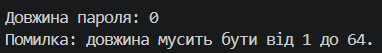 Довжина пароля: 0
Помилка: довжина мусить бути від 1 до 64.